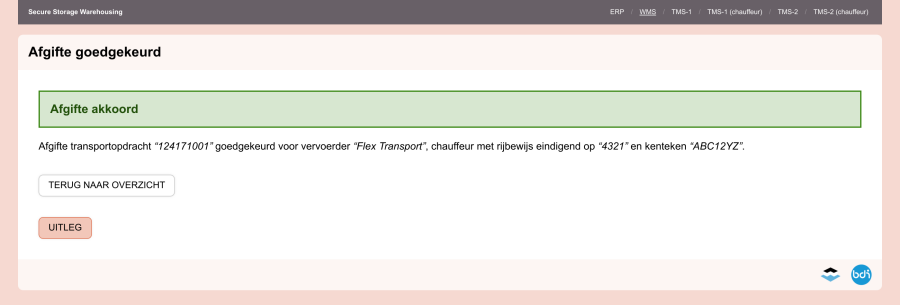 Secure Storage Warehousing
ERP / WMS / TMS-1 / TMS-1 (chauffeur) / TMS-2 / TMS-2 (chauffeur)
Afgifte goedgekeurd
Afgifte akkoord
Afgifte transportopdracht “124171001” goedgekeurd voor vervoerder “Flex Transport”, chauffeur met rijbewijs eindigend op “4321” en kenteken “ABC12YZ”.
TERUG NAAR OVERZICHT
UITLEG
bdi